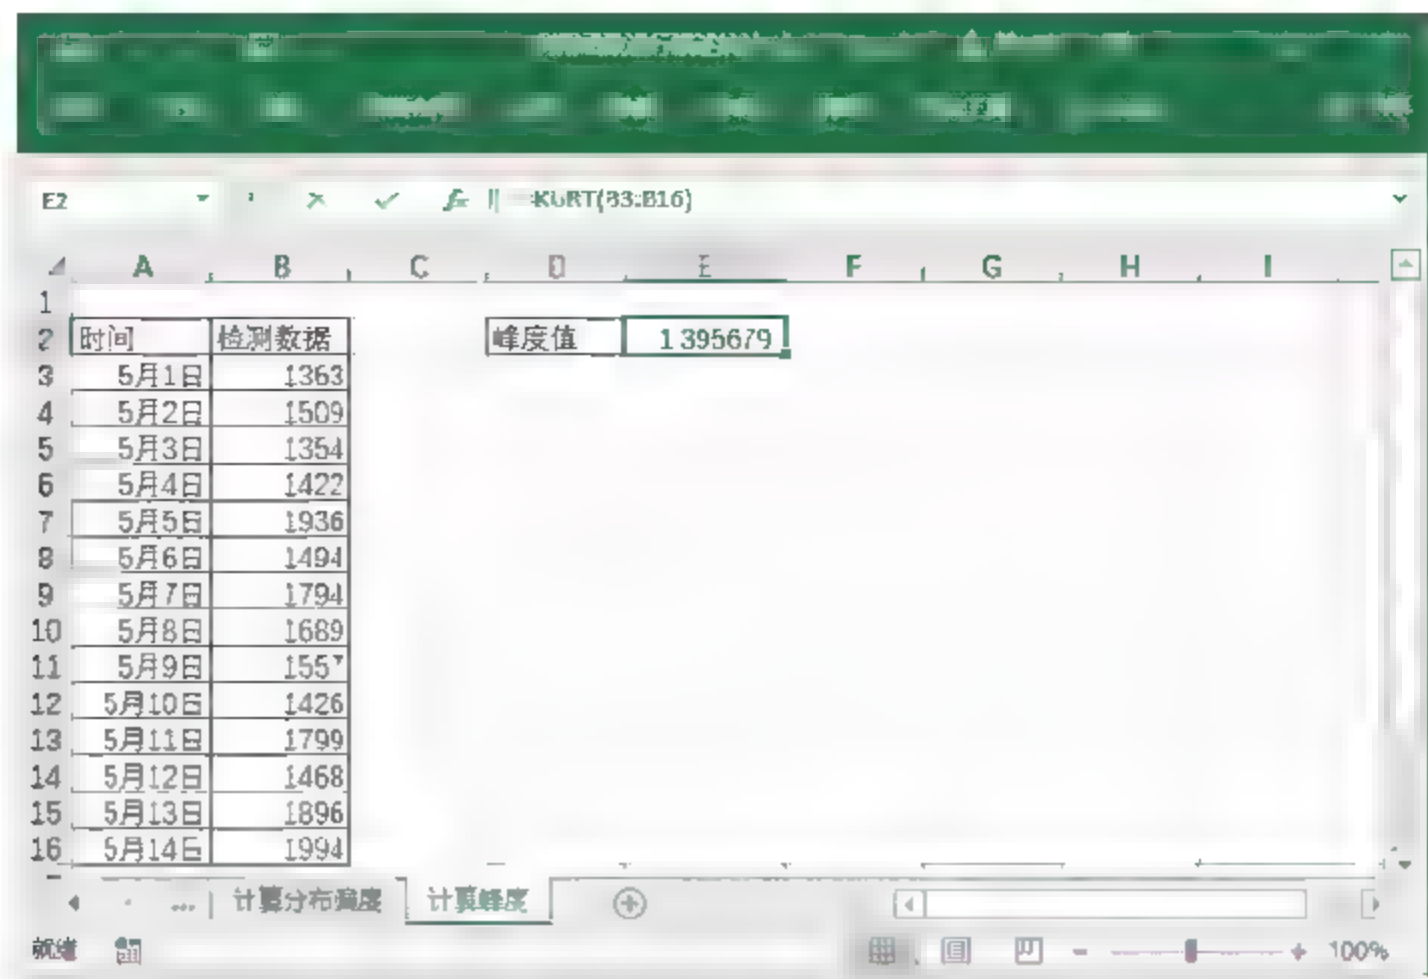 E2 fx =KURT(B3:B16)
A B C D E F G H I
1
2 时间 检测数据 峰度值 1.395679
3 5月1日 1363
4 5月2日 1509
5 5月3日 1354
6 5月4日 1422
7 5月5日 1936
8 5月6日 1494
9 5月7日 1794
10 5月8日 1689
11 5月9日 1557
12 5月10日 1426
13 5月11日 1799
14 5月12日 1468
15 5月13日 1896
16 5月14日 1994
... 计算分布偏度 计算峰度
就绪 100%